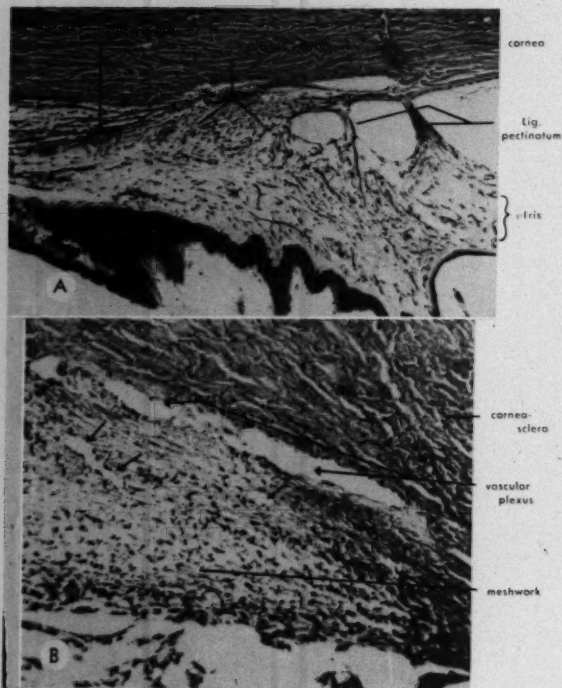 cornea
Lig.
pectinatum
Iris
A
cornea-
sclera
vascular
plexus
meshwork
B